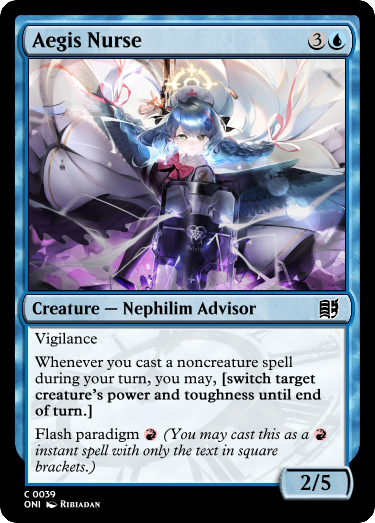 Aegis Nurse 3
Creature — Nephilim Advisor
Vigilance
Whenever you cast a noncreature spell
during your turn, you may, [switch target
creature's power and toughness until end
of turn.]
Flash paradigm (You may cast this as a
instant spell with only the text in square
brackets.)
2/5
C 0039
ONI Ribiadan